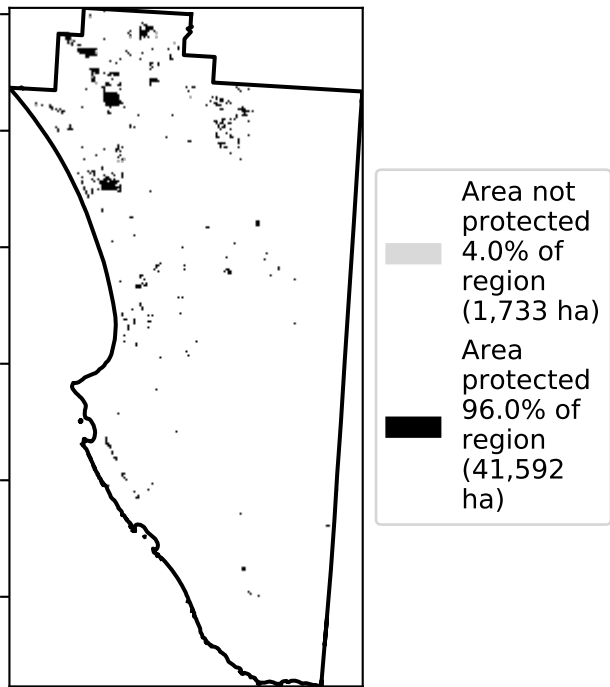 Area not
protected
4.0% of
region
(1,733 ha)
Area
protected
96.0% of
region
(41,592
ha)